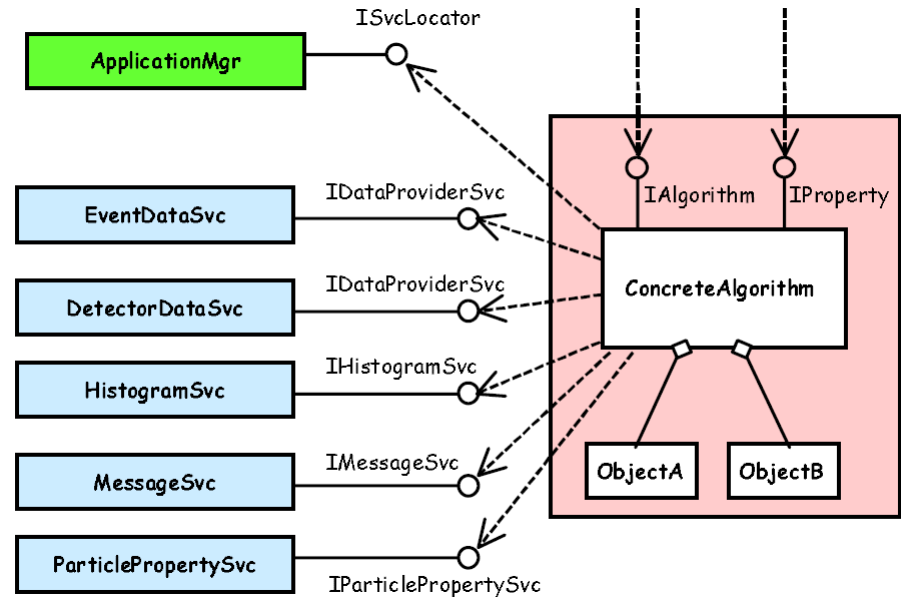 ISvcLocator
ApplicationMgr
IAlgorithm
IProperty
IDataProviderSvc
EventDataSvc
ConcreteAlgorithm
IDataProviderSvc
DetectorDataSvc
IHistogramSvc
HistogramSvc
IMessageSvc
MessageSvc
ObjectA
ObjectB
ParticlePropertySvc
IParticlePropertySvc